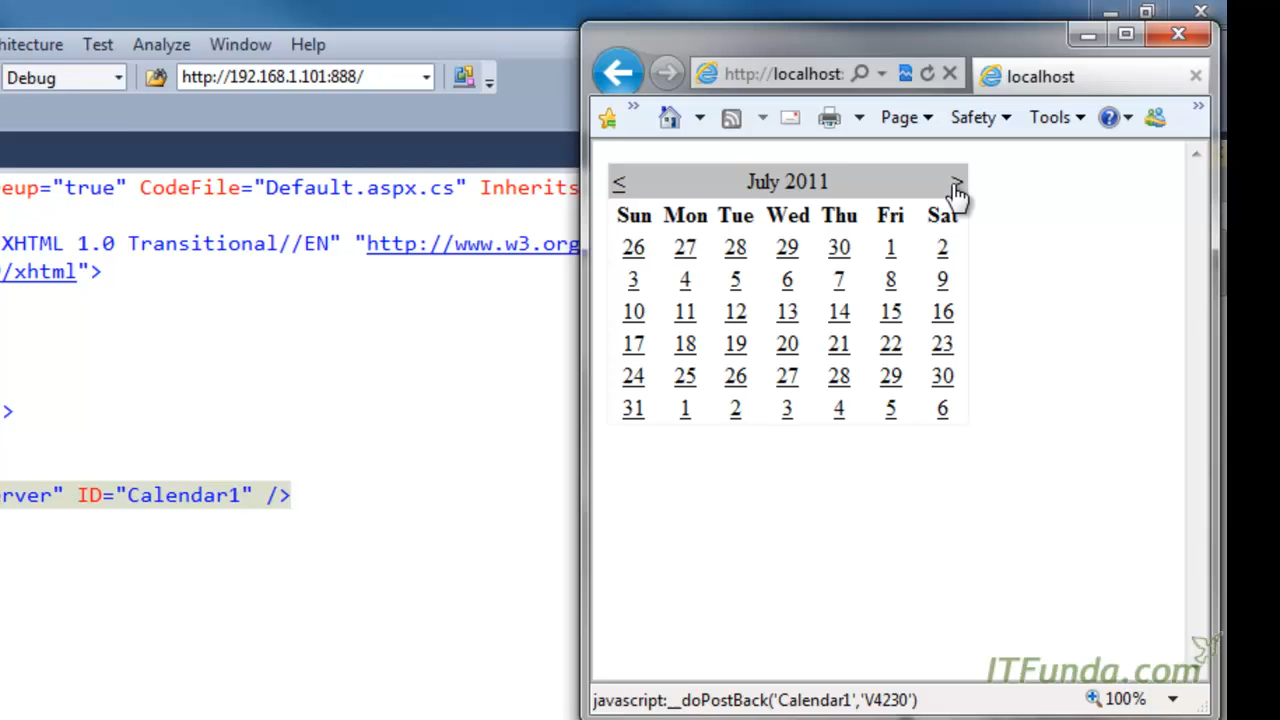 hitecture Test Analyze Window Help
Debug http://192.168.1.101:888/
http://localhost: localhost
Page Safety Tools
eup="true" CodeFile="Default.aspx.cs" Inherits
XHTML 1.0 Transitional//EN" "http://www.w3.org
/xhtml">
>
erver" ID="Calendar1" />
< July 2011 >
Sun Mon Tue Wed Thu Fri Sat
26 27 28 29 30 1 2
3 4 5 6 7 8 9
10 11 12 13 14 15 16
17 18 19 20 21 22 23
24 25 26 27 28 29 30
31 1 2 3 4 5 6
ITFunda.com
javascript:__doPostBack('Calendar1','V4230') 100%